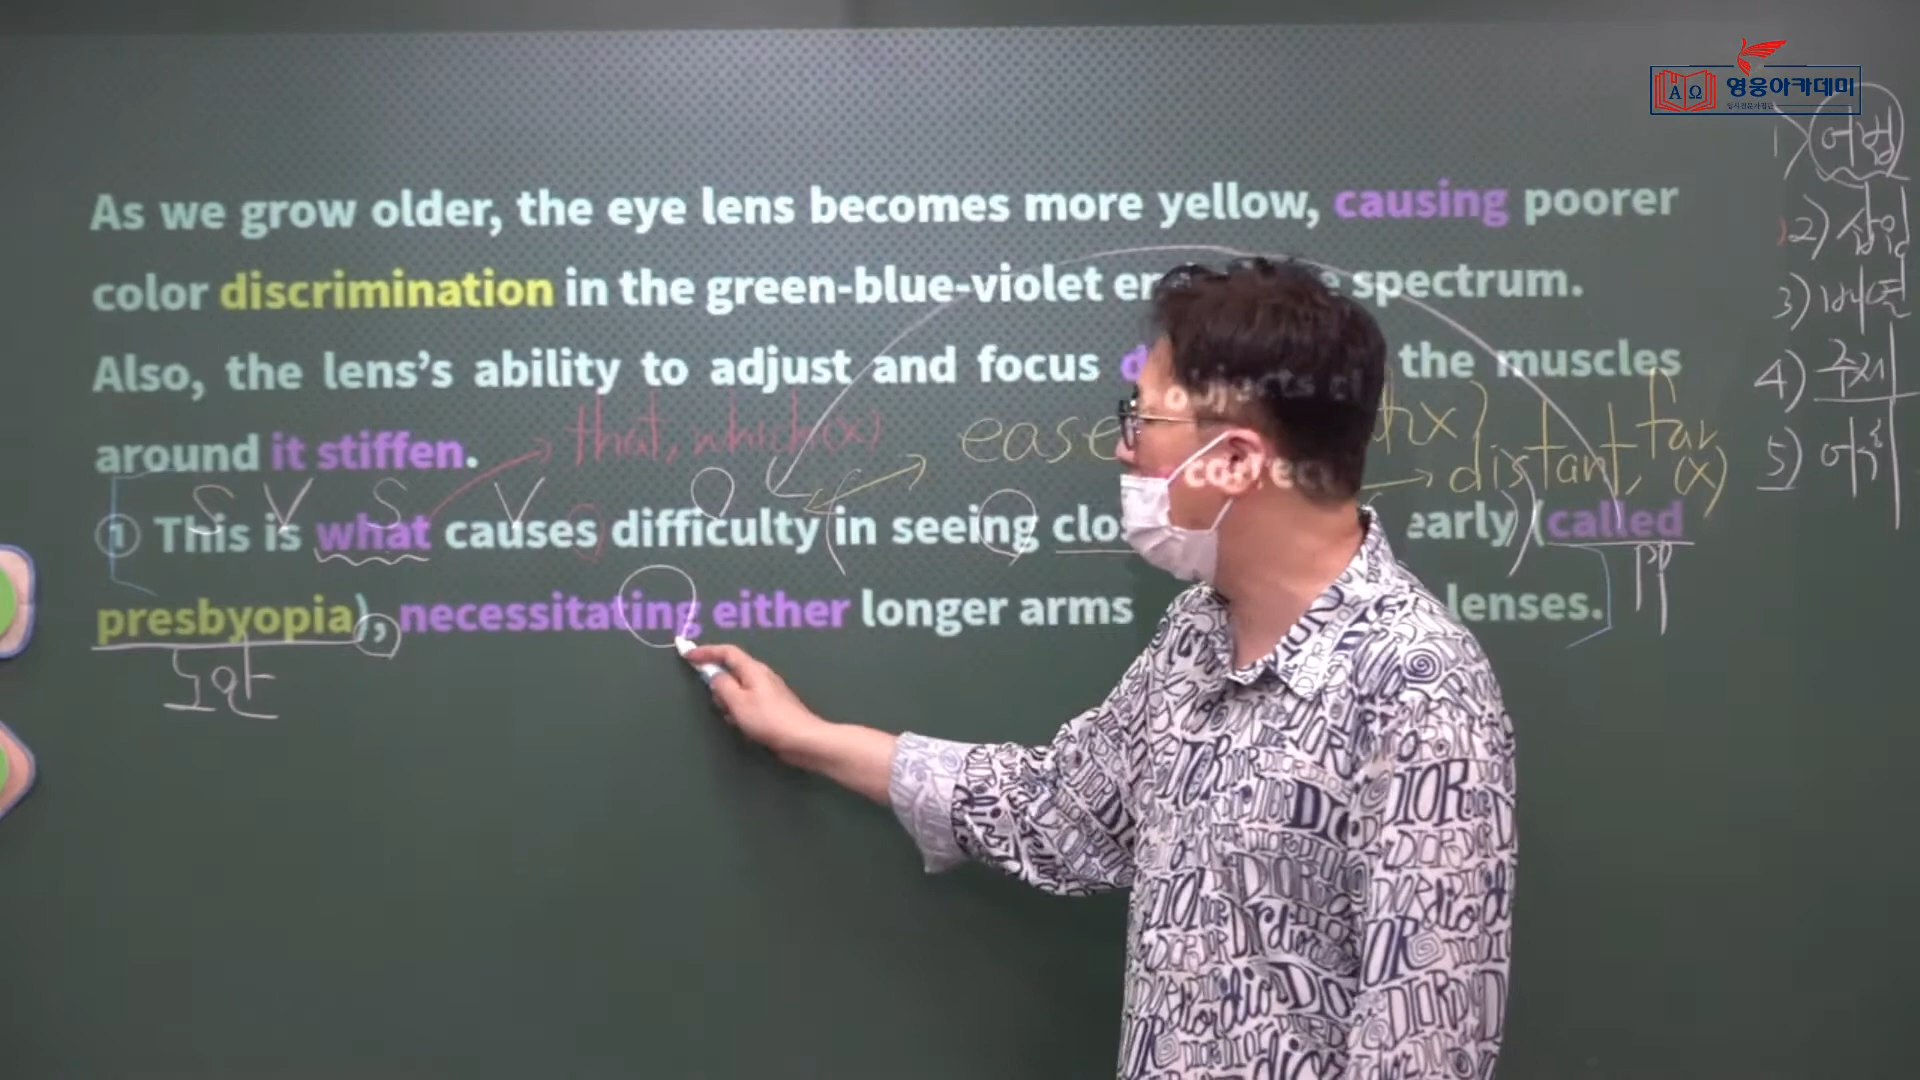 영웅아카데미
1) 어법
As we grow older, the eye lens becomes more yellow, causing poorer
2) 삽입
color discrimination in the green-blue-violet spectrum.
3) 배열
Also, the lens's ability to adjust and focus the muscles
4) 주제
around it stiffen.
that, which(x)
ease
distant, far
(x)
5) 어휘
S V S V O
① This is what causes difficulty in seeing objects correc early (called
PP
presbyopia), necessitating either longer arms lenses.
노안